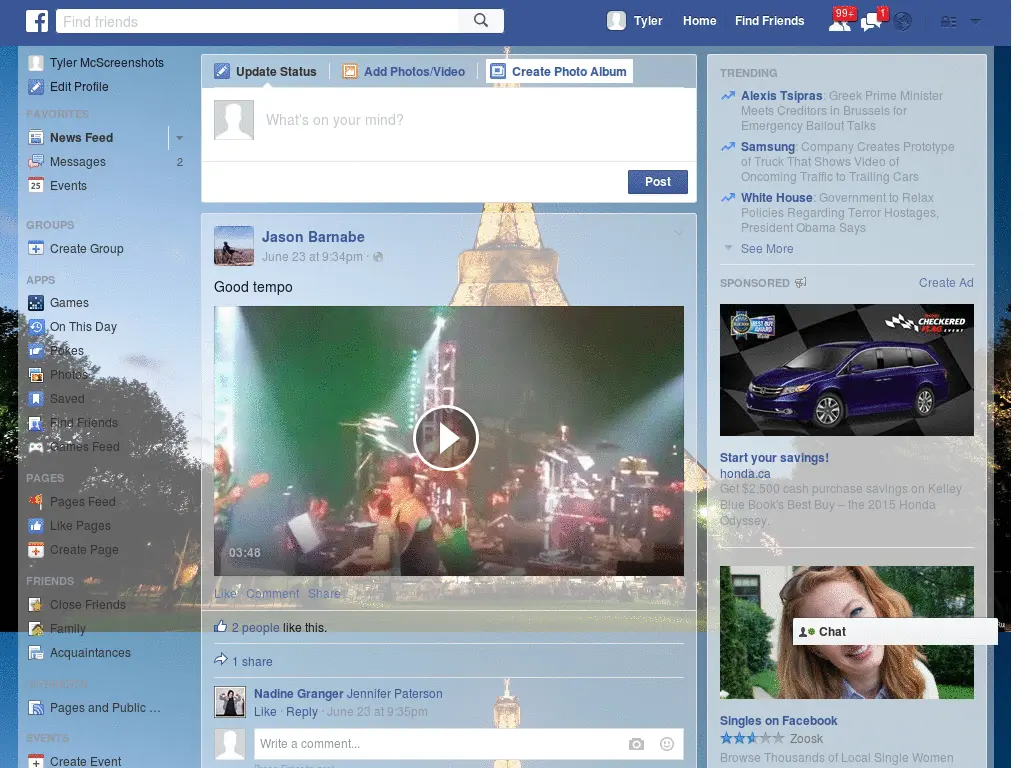 Find friends
Tyler
Home
Find Friends
99+
1
Tyler McScreenshots
Edit Profile
FAVORITES
News Feed
Messages
2
Events
GROUPS
Create Group
APPS
Games
On This Day
Pokes
Photos
Saved
Find Friends
Games Feed
PAGES
Pages Feed
Like Pages
Create Page
FRIENDS
Close Friends
Family
Acquaintances
Pages and Public ...
EVENTS
Create Event
Update Status
Add Photos/Video
Create Photo Album
What's on your mind?
Post
Jason Barnabe
June 23 at 9:34pm ·
Good tempo
03:48
Like Comment Share
2 people like this.
1 share
Nadine Granger Jennifer Paterson
Like · Reply · June 23 at 9:35pm
Write a comment...
TRENDING
Alexis Tsipras: Greek Prime Minister
Meets Creditors in Brussels for
Emergency Bailout Talks
Samsung: Company Creates Prototype
of Truck That Shows Video of
Oncoming Traffic to Trailing Cars
White House: Government to Relax
Policies Regarding Terror Hostages,
President Obama Says
See More
SPONSORED
Create Ad
CHECKERED
FLAG EVENT
BEST BUY
AWARD
Start your savings!
honda.ca
Get $2,500 cash purchase savings on Kelley
Blue Book's Best Buy – the 2015 Honda
Odyssey.
Chat
Singles on Facebook
Zoosk
Browse Thousands of Local Single Women